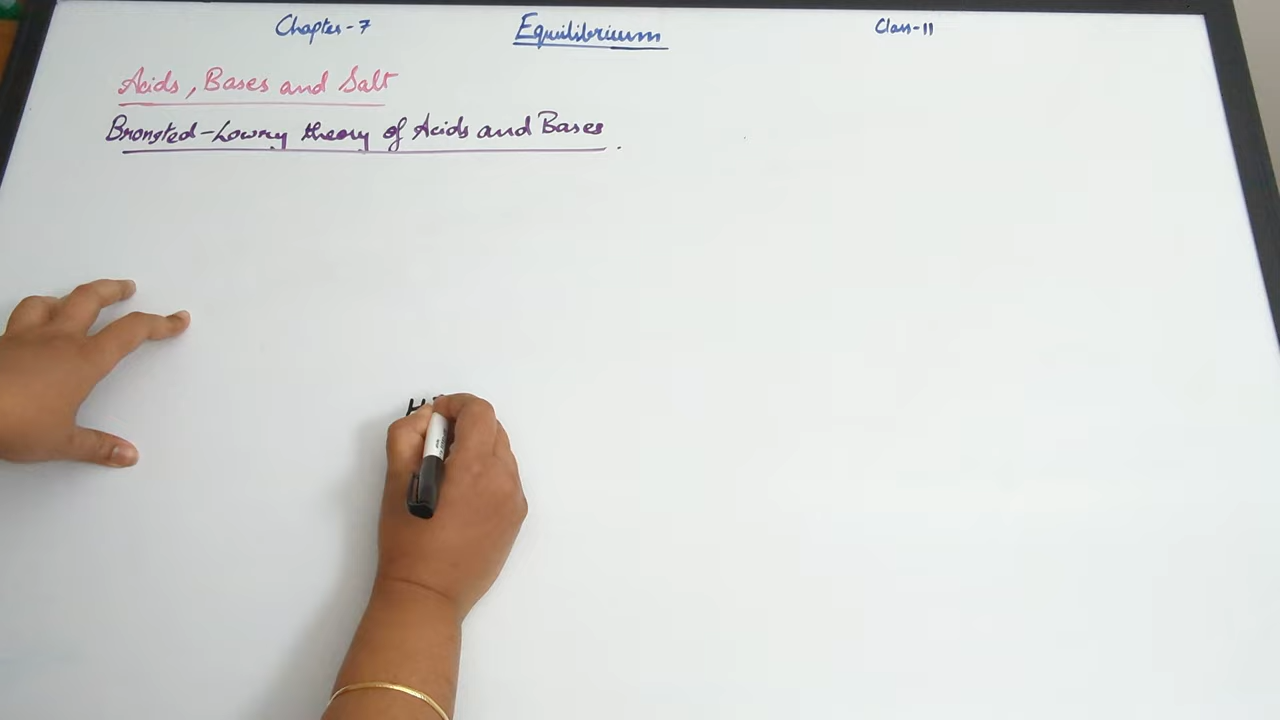 Chapter-7 Equilibrium Class-11
Acids, Bases and Salt
Bronsted-Lowry theory of Acids and Bases.
H